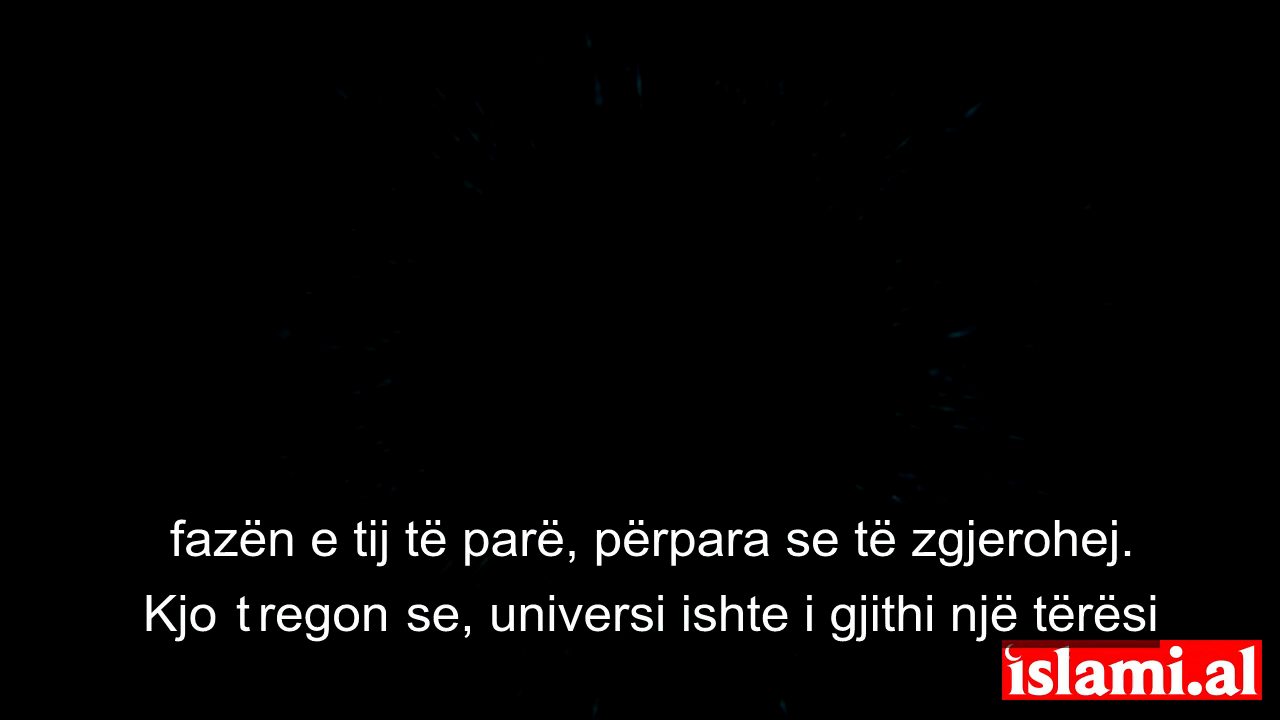 fazën e tij të parë, përpara se të zgjerohej.
Kjo tregon se, universi ishte i gjithi një tërësi
islami.al